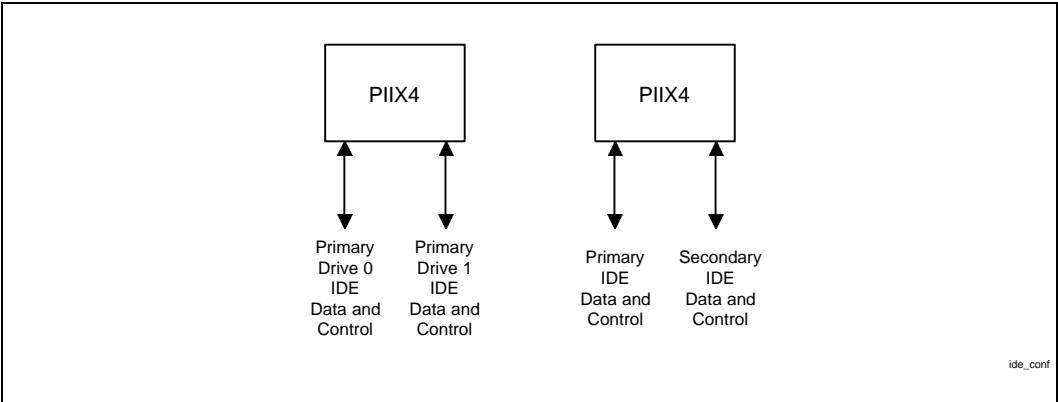 PIIX4
PIIX4
Primary
Drive 0
IDE
Data and
Control
Primary
Drive 1
IDE
Data and
Control
Primary
IDE
Data and
Control
Secondary
IDE
Data and
Control
ide_conf